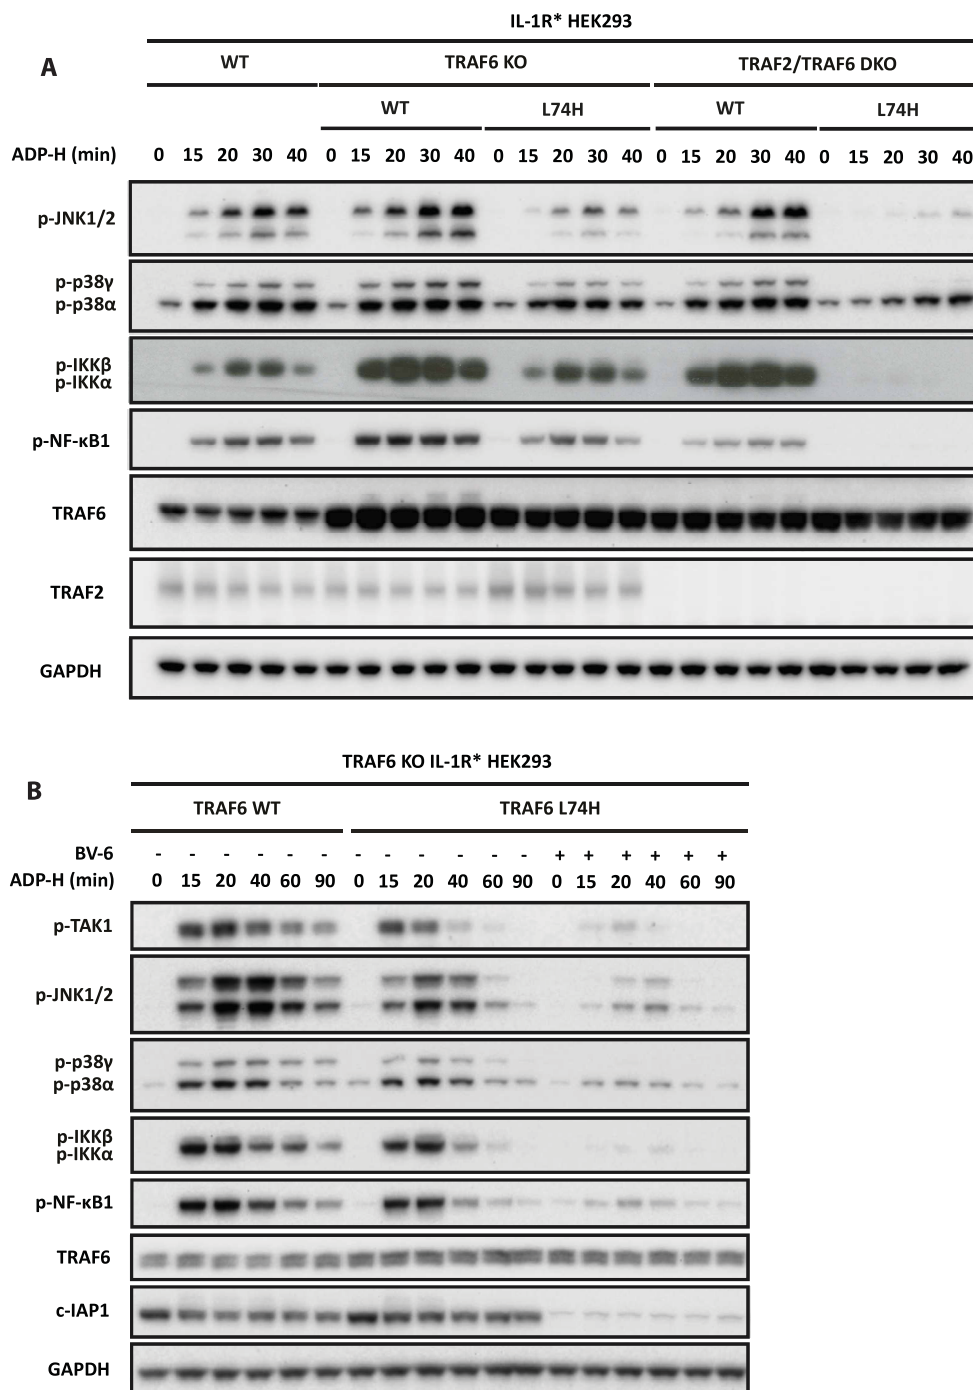 IL-1R* HEK293
A
WT TRAF6 KO TRAF2/TRAF6 DKO
WT L74H WT L74H
ADP-H (min) 0 15 20 30 40 0 15 20 30 40 0 15 20 30 40 0 15 20 30 40 0 15 20 30 40
p-JNK1/2
p-p38γ
p-p38α
p-IKKβ
p-IKKα
p-NF-κB1
TRAF6
TRAF2
GAPDH
TRAF6 KO IL-1R* HEK293
B
TRAF6 WT TRAF6 L74H
BV-6 - - - - - - - - - - - - + + + + + +
ADP-H (min) 0 15 20 40 60 90 0 15 20 40 60 90 0 15 20 40 60 90
p-TAK1
p-JNK1/2
p-p38γ
p-p38α
p-IKKβ
p-IKKα
p-NF-κB1
TRAF6
c-IAP1
GAPDH